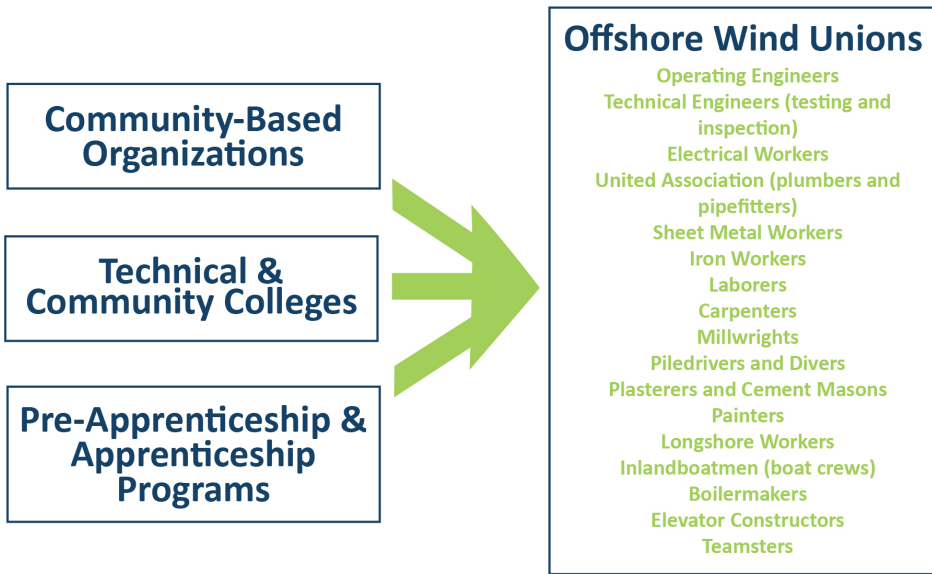 Community-Based
Organizations
Technical &
Community Colleges
Pre-Apprenticeship &
Apprenticeship
Programs
Offshore Wind Unions
Operating Engineers
Technical Engineers (testing and
inspection)
Electrical Workers
United Association (plumbers and
pipefitters)
Sheet Metal Workers
Iron Workers
Laborers
Carpenters
Millwrights
Piledrivers and Divers
Plasterers and Cement Masons
Painters
Longshore Workers
Inlandboatmen (boat crews)
Boilermakers
Elevator Constructors
Teamsters